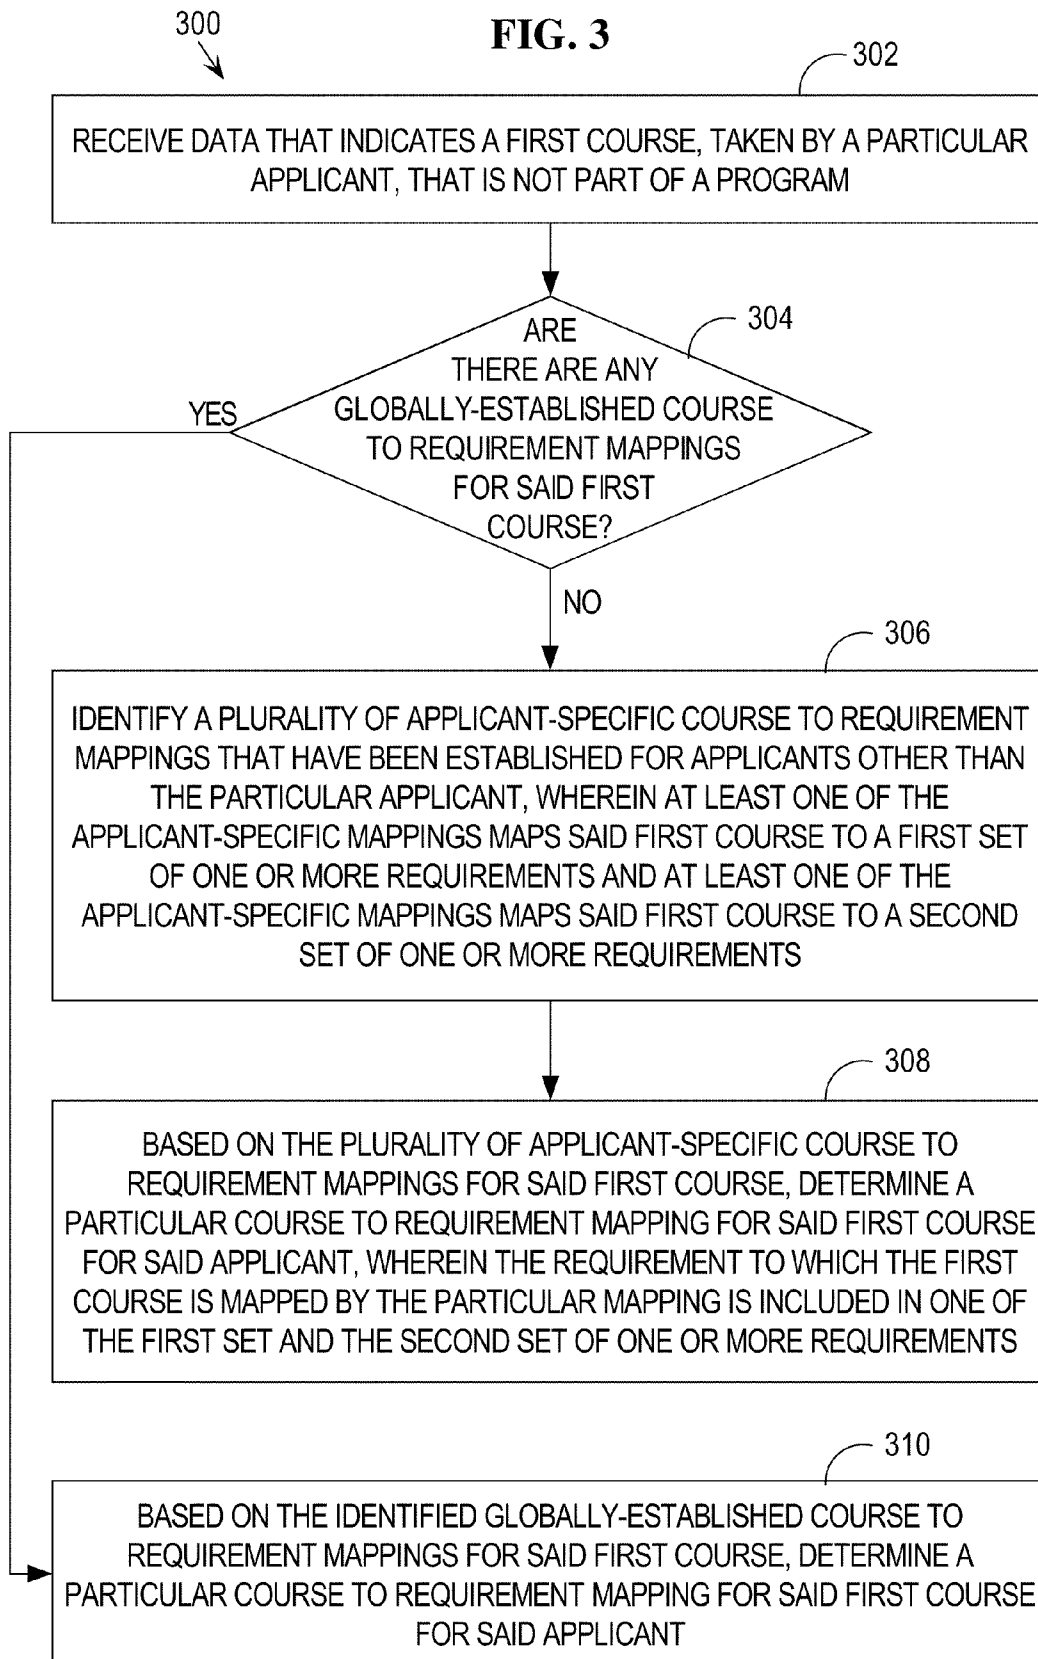 300
FIG. 3
302
RECEIVE DATA THAT INDICATES A FIRST COURSE, TAKEN BY A PARTICULAR
APPLICANT, THAT IS NOT PART OF A PROGRAM
304
ARE
THERE ARE ANY
GLOBALLY-ESTABLISHED COURSE
TO REQUIREMENT MAPPINGS
FOR SAID FIRST
COURSE?
YES
NO
306
IDENTIFY A PLURALITY OF APPLICANT-SPECIFIC COURSE TO REQUIREMENT
MAPPINGS THAT HAVE BEEN ESTABLISHED FOR APPLICANTS OTHER THAN
THE PARTICULAR APPLICANT, WHEREIN AT LEAST ONE OF THE
APPLICANT-SPECIFIC MAPPINGS MAPS SAID FIRST COURSE TO A FIRST SET
OF ONE OR MORE REQUIREMENTS AND AT LEAST ONE OF THE
APPLICANT-SPECIFIC MAPPINGS MAPS SAID FIRST COURSE TO A SECOND
SET OF ONE OR MORE REQUIREMENTS
308
BASED ON THE PLURALITY OF APPLICANT-SPECIFIC COURSE TO
REQUIREMENT MAPPINGS FOR SAID FIRST COURSE, DETERMINE A
PARTICULAR COURSE TO REQUIREMENT MAPPING FOR SAID FIRST COURSE
FOR SAID APPLICANT, WHEREIN THE REQUIREMENT TO WHICH THE FIRST
COURSE IS MAPPED BY THE PARTICULAR MAPPING IS INCLUDED IN ONE OF
THE FIRST SET AND THE SECOND SET OF ONE OR MORE REQUIREMENTS
310
BASED ON THE IDENTIFIED GLOBALLY-ESTABLISHED COURSE TO
REQUIREMENT MAPPINGS FOR SAID FIRST COURSE, DETERMINE A
PARTICULAR COURSE TO REQUIREMENT MAPPING FOR SAID FIRST COURSE
FOR SAID APPLICANT